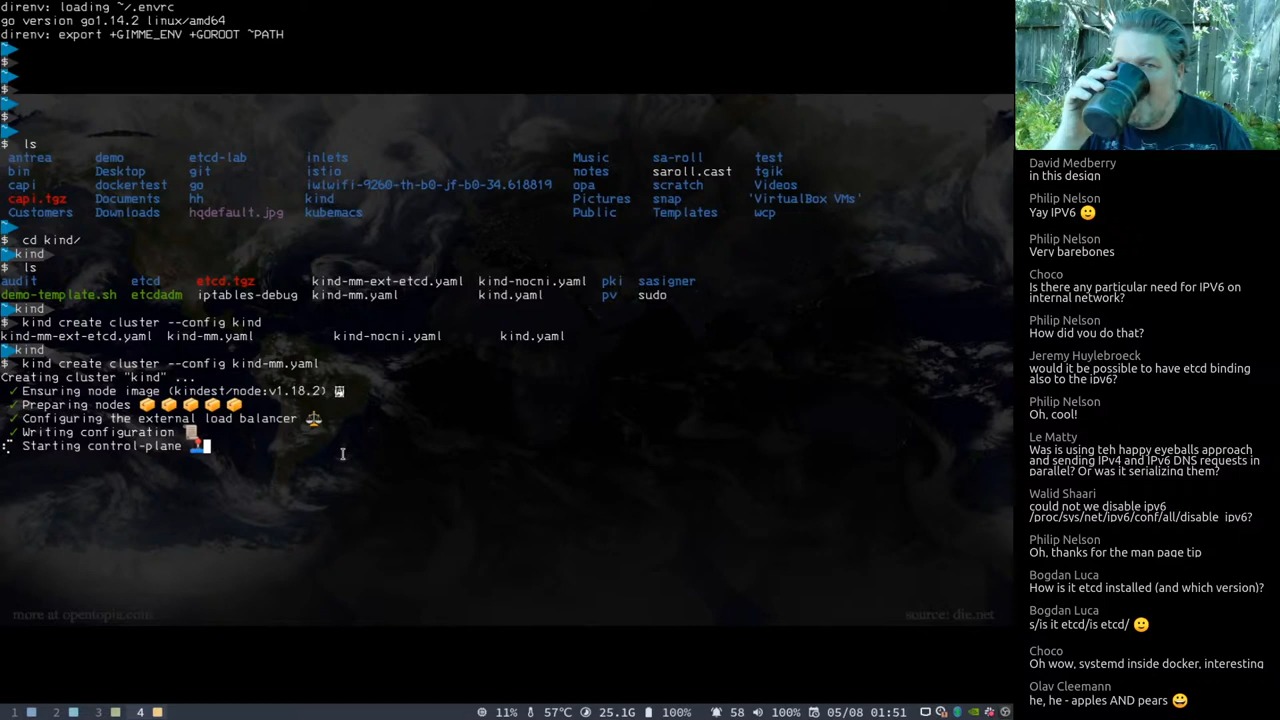 direnv: loading ~/.envrc
go version go1.14.2 linux/amd64
direnv: export +GIMME_ENV +GOROOT ~PATH
~
$
~
$
~
$
~
$ ls
antrea demo etcd-lab inlets Music sa-roll test
bin Desktop git istio notes saroll.cast tgik
capi dockertest go iwlwifi-9260-th-b0-jf-b0-34.618819 opa scratch Videos
capi.tgz Documents hh kind Pictures snap 'VirtualBox VMs'
Customers Downloads hqdefault.jpg kubemacs Public Templates wcp
~
$ cd kind/
~ kind
$ ls
audit etcd etcd.tgz kind-mm-ext-etcd.yaml kind-nocni.yaml pki sasigner
demo-template.sh etcdadm iptables-debug kind-mm.yaml kind.yaml pv sudo
~ kind
$ kind create cluster --config kind
kind-mm-ext-etcd.yaml kind-mm.yaml kind-nocni.yaml kind.yaml
~ kind
$ kind create cluster --config kind-mm.yaml
Creating cluster "kind" ...
✓ Ensuring node image (kindest/node:v1.18.2) 🖼
✓ Preparing nodes 📦 📦 📦 📦 📦
✓ Configuring the external load balancer ⚖️
✓ Writing configuration 📜
Starting control-plane 🕹️
more at opentopia.com
source: die.net
1 2 3 4 11% 57℃ 25.1G 100% 58 100% 05/08 01:51
David Medberry
in this design
Philip Nelson
Yay IPV6 🙂
Philip Nelson
Very barebones
Choco
Is there any particular need for IPV6 on
internal network?
Philip Nelson
How did you do that?
Jeremy Huylebroeck
would it be possible to have etcd binding
also to the ipv6?
Philip Nelson
Oh, cool!
Le Matty
Was is using teh happy eyeballs approach
and sending IPv4 and IPv6 DNS requests in
parallel? Or was it serializing them?
Walid Shaari
could not we disable ipv6
/proc/sys/net/ipv6/conf/all/disable_ipv6?
Philip Nelson
Oh, thanks for the man page tip
Bogdan Luca
How is it etcd installed (and which version)?
Bogdan Luca
s/is it etcd/is etcd/ 🙂
Choco
Oh wow, systemd inside docker, interesting
Olav Cleemann
he, he - apples AND pears 😀